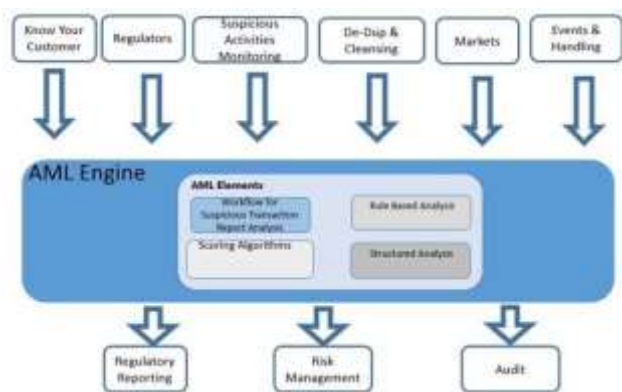 Know Your
Customer
Regulators
Suspicious
Activities
Monitoring
De-Dup &
Cleansing
Markets
Events &
Handling
AML Engine
AML Elements
Workflow for
Suspicious Transaction
Report Analysis
Rule Based Analysis
Scoring Algorithms
Structured Analysis
Regulatory
Reporting
Risk
Management
Audit